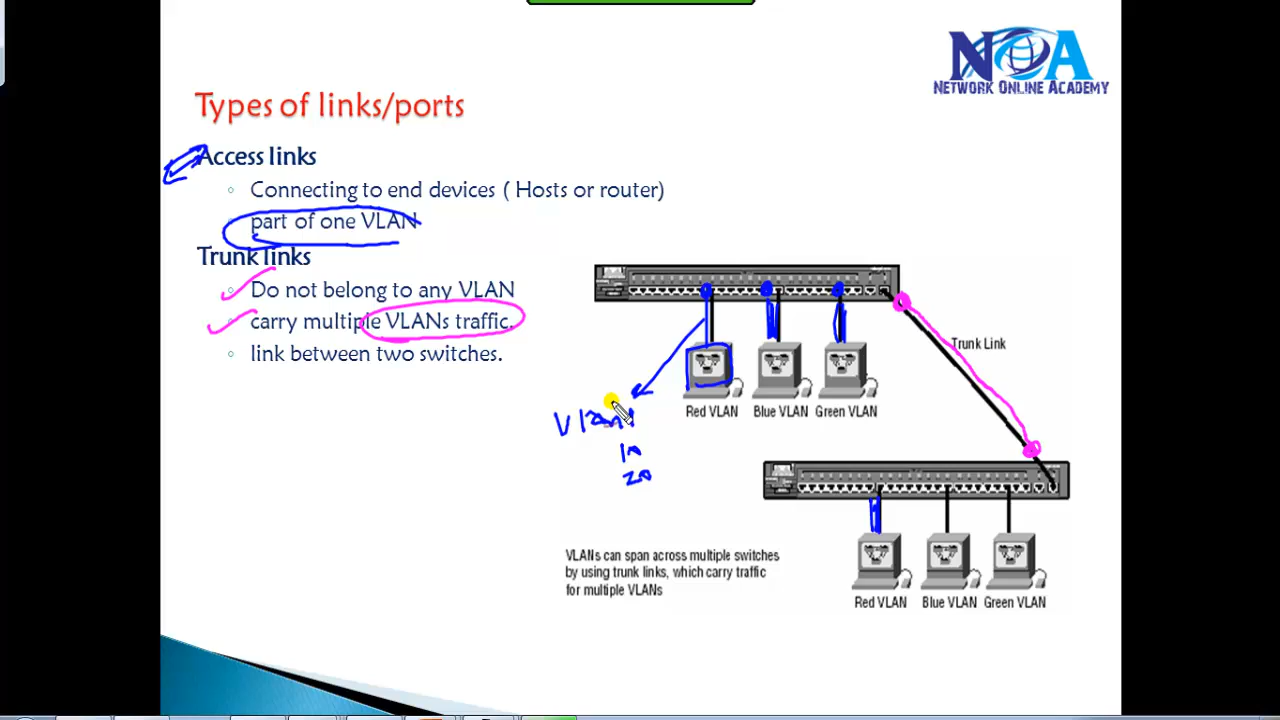 NOA
NETWORK ONLINE ACADEMY
Types of links/ports
Access links
◦ Connecting to end devices ( Hosts or router)
◦ part of one VLAN
Trunk links
◦ Do not belong to any VLAN
◦ carry multiple VLANs traffic.
◦ link between two switches.
Trunk Link
Red VLAN Blue VLAN Green VLAN
Vlan1
10
20
VLANs can span across multiple switches
by using trunk links, which carry traffic
for multiple VLANs
Red VLAN Blue VLAN Green VLAN